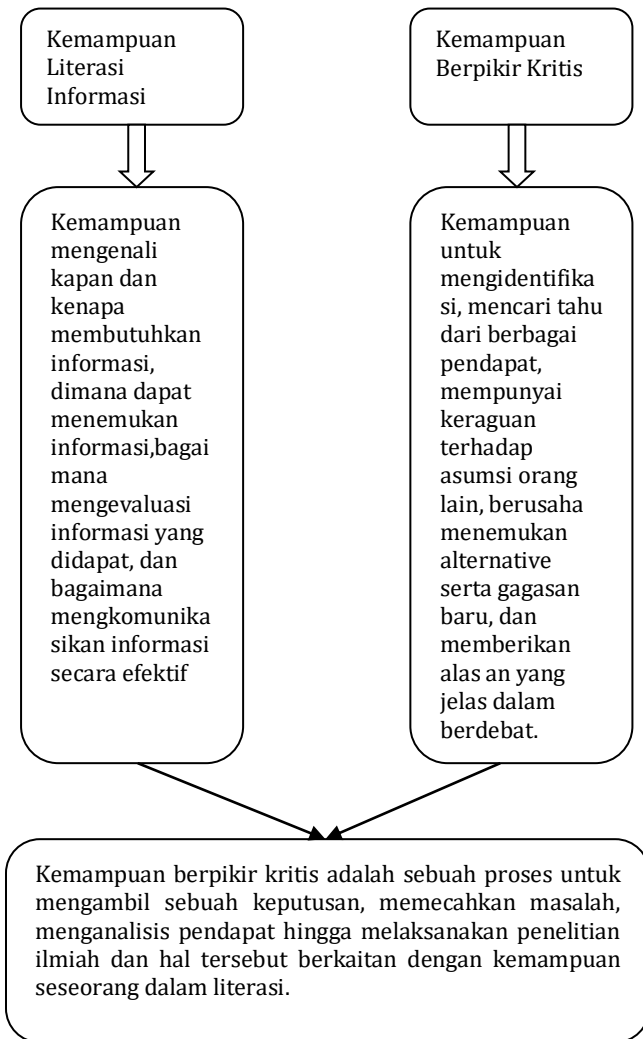 Kemampuan
Literasi
Informasi
Kemampuan
Berpikir Kritis
Kemampuan
mengenali
kapan dan
kenapa
membutuhkan
informasi,
dimana dapat
menemukan
informasi,bagai
mana
mengevaluasi
informasi yang
didapat, dan
bagaimana
mengkomunika
sikan informasi
secara efektif
Kemampuan
untuk
mengidentifika
si, mencari tahu
dari berbagai
pendapat,
mempunyai
keraguan
terhadap
asumsi orang
lain, berusaha
menemukan
alternative
serta gagasan
baru, dan
memberikan
alas an yang
jelas dalam
berdebat.
Kemampuan berpikir kritis adalah sebuah proses untuk
mengambil sebuah keputusan, memecahkan masalah,
menganalisis pendapat hingga melaksanakan penelitian
ilmiah dan hal tersebut berkaitan dengan kemampuan
seseorang dalam literasi.